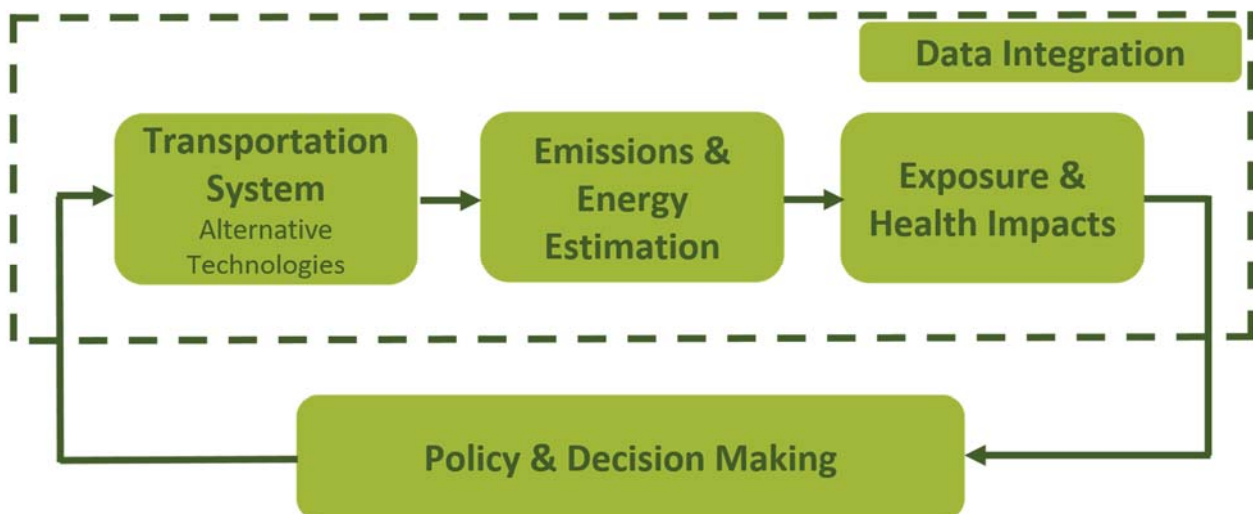 Data Integration
Transportation
System
Alternative
Technologies
Emissions &
Energy
Estimation
Exposure &
Health Impacts
Policy & Decision Making